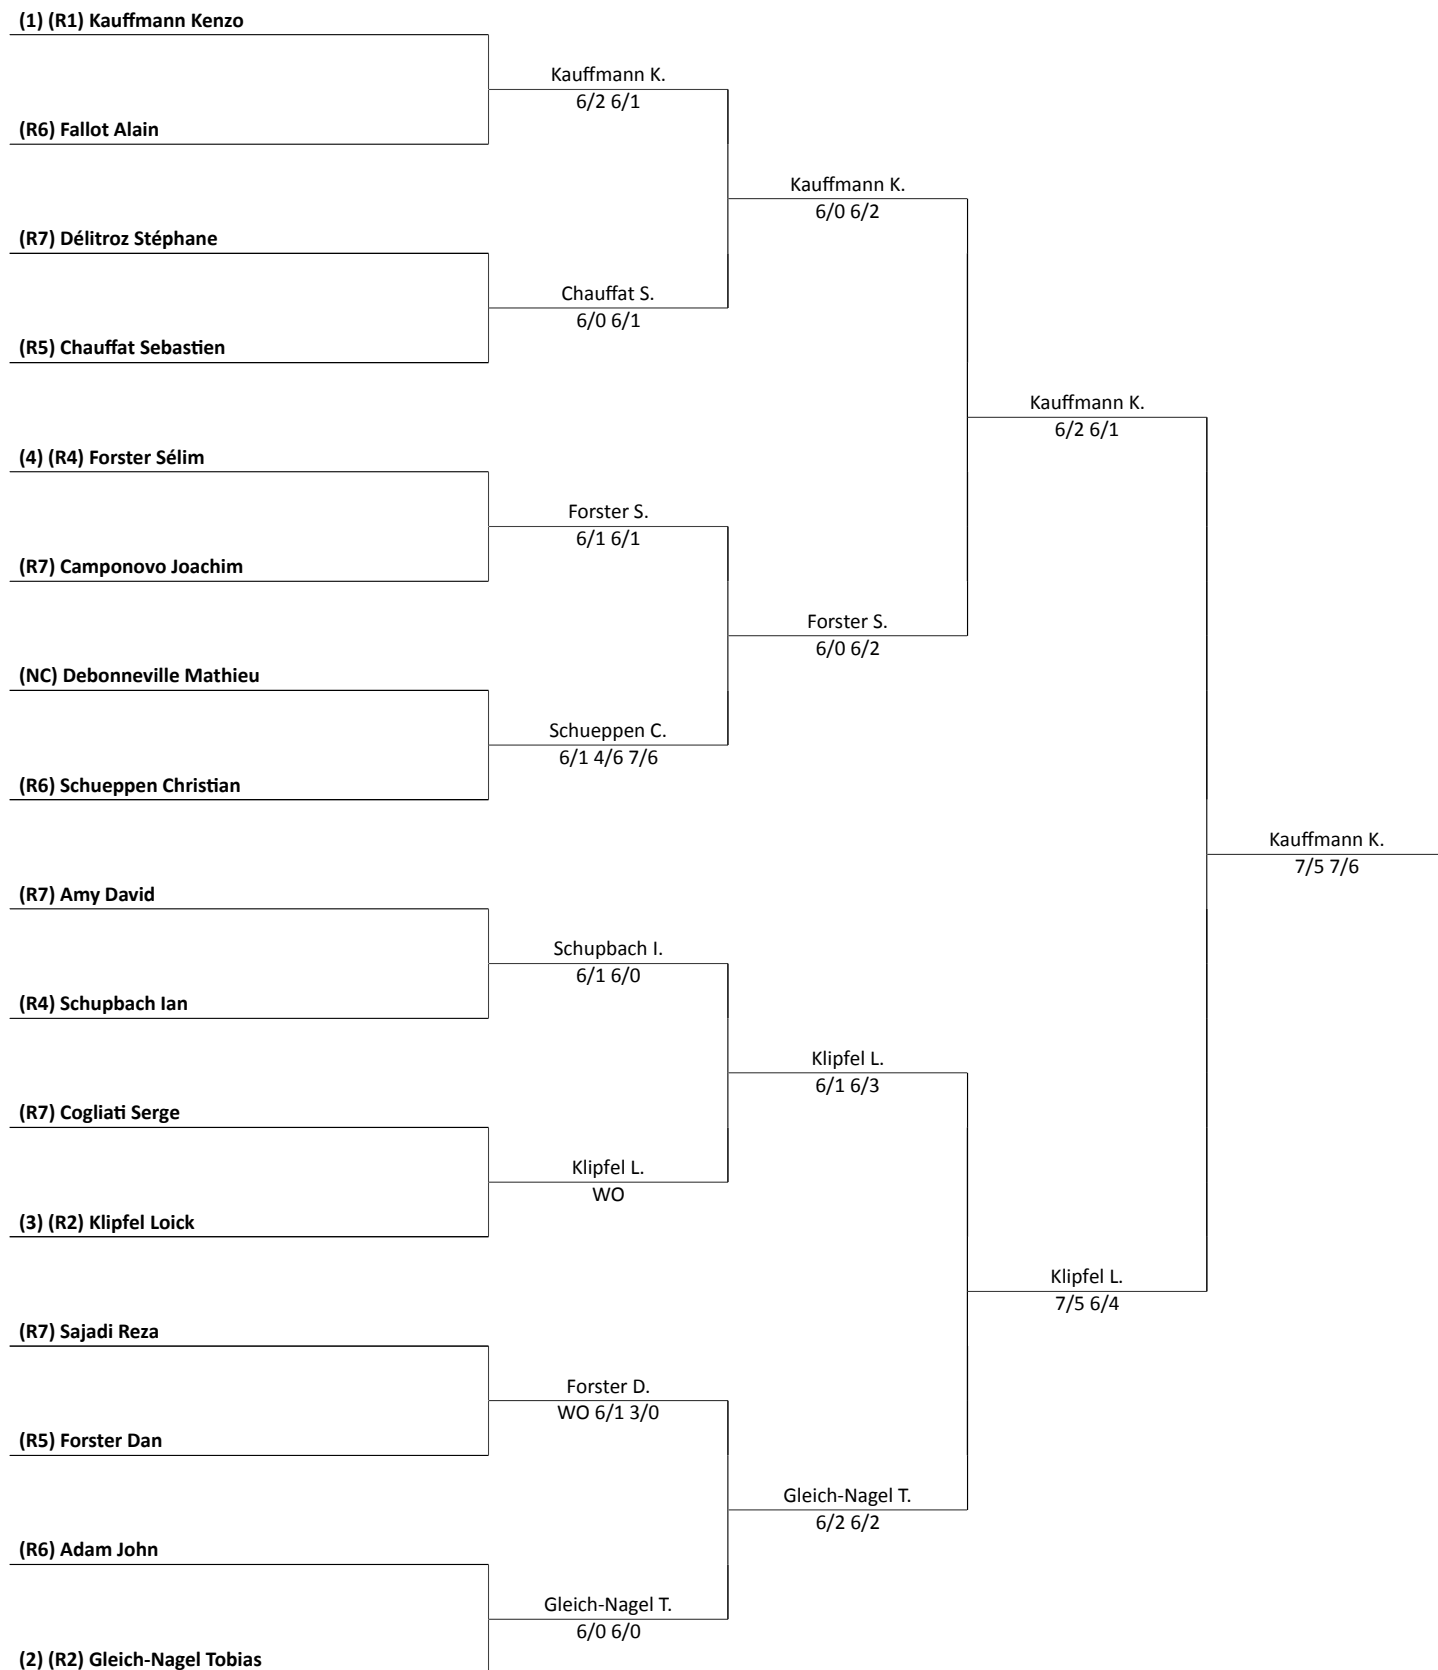 (1) (R1) Kauffmann Kenzo
Kauffmann K.
6/2 6/1
(R6) Fallot Alain
Kauffmann K.
6/0 6/2
(R7) Délitroz Stéphane
Chauffat S.
6/0 6/1
(R5) Chauffat Sebastien
Kauffmann K.
6/2 6/1
(4) (R4) Forster Sélim
Forster S.
6/1 6/1
(R7) Camponovo Joachim
Forster S.
6/0 6/2
(NC) Debonneville Mathieu
Schueppen C.
6/1 4/6 7/6
(R6) Schueppen Christian
Kauffmann K.
7/5 7/6
(R7) Amy David
Schupbach I.
6/1 6/0
(R4) Schupbach Ian
Klipfel L.
6/1 6/3
(R7) Cogliati Serge
Klipfel L.
WO
(3) (R2) Klipfel Loick
Klipfel L.
7/5 6/4
(R7) Sajadi Reza
Forster D.
WO 6/1 3/0
(R5) Forster Dan
Gleich-Nagel T.
6/2 6/2
(R6) Adam John
Gleich-Nagel T.
6/0 6/0
(2) (R2) Gleich-Nagel Tobias